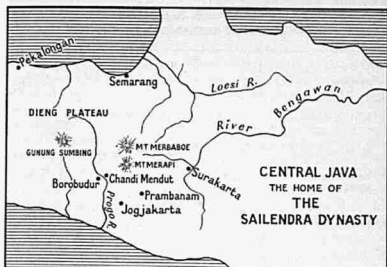 Pekalongan
Semarang
Loesi R.
Bengawan
River
DIENG PLATEAU
GUNUNG SUMBING
MT MERBABOE
MT MERAPI
Surakarta
Borobudur
Chandi Mendut
Prambanam
Jogjakarta
Progo R.
CENTRAL JAVA
THE HOME OF
THE
SAILENDRA DYNASTY